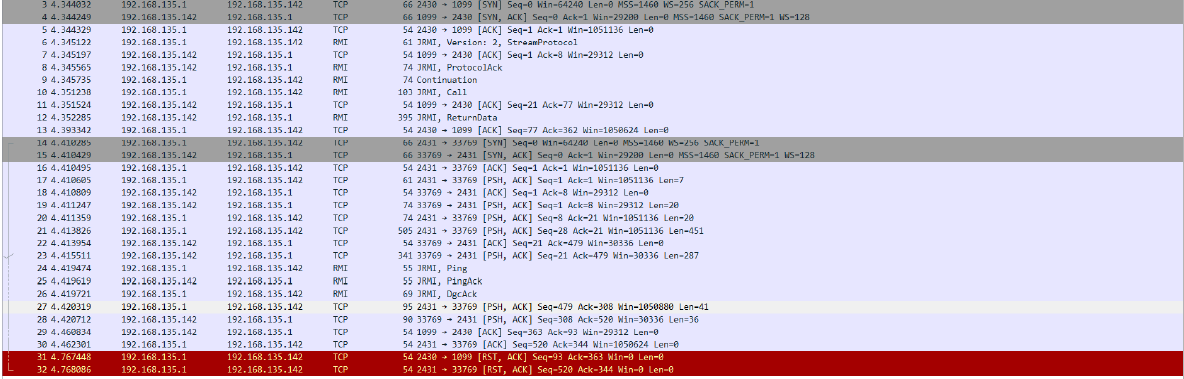 3 4.344032 192.168.135.1 192.168.135.142 TCP 66 2430 → 1099 [SYN] Seq=0 Win=64240 Len=0 MSS=1460 WS=256 SACK_PERM=1
4 4.344249 192.168.135.142 192.168.135.1 TCP 66 1099 → 2430 [SYN, ACK] Seq=0 Ack=1 Win=29200 Len=0 MSS=1460 SACK_PERM=1 WS=128
5 4.344329 192.168.135.1 192.168.135.142 TCP 54 2430 → 1099 [ACK] Seq=1 Ack=1 Win=1051136 Len=0
6 4.345122 192.168.135.1 192.168.135.142 RMI 61 JRMI, Version: 2, StreamProtocol
7 4.345197 192.168.135.142 192.168.135.1 TCP 54 1099 → 2430 [ACK] Seq=1 Ack=8 Win=29312 Len=0
8 4.345565 192.168.135.142 192.168.135.1 RMI 74 JRMI, ProtocolAck
9 4.345735 192.168.135.1 192.168.135.142 RMI 74 Continuation
10 4.351238 192.168.135.1 192.168.135.142 RMI 103 JRMI, Call
11 4.351524 192.168.135.142 192.168.135.1 TCP 54 1099 → 2430 [ACK] Seq=21 Ack=77 Win=29312 Len=0
12 4.352285 192.168.135.142 192.168.135.1 RMI 395 JRMI, ReturnData
13 4.393342 192.168.135.1 192.168.135.142 TCP 54 2430 → 1099 [ACK] Seq=77 Ack=362 Win=1050624 Len=0
14 4.410285 192.168.135.1 192.168.135.142 TCP 66 2431 → 33769 [SYN] Seq=0 Win=64240 Len=0 MSS=1460 WS=256 SACK_PERM=1
15 4.410429 192.168.135.142 192.168.135.1 TCP 66 33769 → 2431 [SYN, ACK] Seq=0 Ack=1 Win=29200 Len=0 MSS=1460 SACK_PERM=1 WS=128
16 4.410495 192.168.135.1 192.168.135.142 TCP 54 2431 → 33769 [ACK] Seq=1 Ack=1 Win=1051136 Len=0
17 4.410605 192.168.135.1 192.168.135.142 TCP 61 2431 → 33769 [PSH, ACK] Seq=1 Ack=1 Win=1051136 Len=7
18 4.410809 192.168.135.142 192.168.135.1 TCP 54 33769 → 2431 [ACK] Seq=1 Ack=8 Win=29312 Len=0
19 4.411247 192.168.135.142 192.168.135.1 TCP 74 33769 → 2431 [PSH, ACK] Seq=1 Ack=8 Win=29312 Len=20
20 4.411359 192.168.135.1 192.168.135.142 TCP 74 2431 → 33769 [PSH, ACK] Seq=8 Ack=21 Win=1051136 Len=20
21 4.413826 192.168.135.1 192.168.135.142 TCP 505 2431 → 33769 [PSH, ACK] Seq=28 Ack=21 Win=1051136 Len=451
22 4.413954 192.168.135.142 192.168.135.1 TCP 54 33769 → 2431 [ACK] Seq=21 Ack=479 Win=30336 Len=0
23 4.415511 192.168.135.142 192.168.135.1 TCP 341 33769 → 2431 [PSH, ACK] Seq=21 Ack=479 Win=30336 Len=287
24 4.419474 192.168.135.1 192.168.135.142 RMI 55 JRMI, Ping
25 4.419619 192.168.135.142 192.168.135.1 RMI 55 JRMI, PingAck
26 4.419721 192.168.135.1 192.168.135.142 RMI 69 JRMI, DgcAck
27 4.420319 192.168.135.1 192.168.135.142 TCP 95 2431 → 33769 [PSH, ACK] Seq=479 Ack=308 Win=1050880 Len=41
28 4.420712 192.168.135.142 192.168.135.1 TCP 90 33769 → 2431 [PSH, ACK] Seq=308 Ack=520 Win=30336 Len=36
29 4.460834 192.168.135.142 192.168.135.1 TCP 54 1099 → 2430 [ACK] Seq=363 Ack=93 Win=29312 Len=0
30 4.462301 192.168.135.1 192.168.135.142 TCP 54 2431 → 33769 [ACK] Seq=520 Ack=344 Win=1050624 Len=0
31 4.767448 192.168.135.1 192.168.135.142 TCP 54 2430 → 1099 [RST, ACK] Seq=93 Ack=363 Win=0 Len=0
32 4.768086 192.168.135.1 192.168.135.142 TCP 54 2431 → 33769 [RST, ACK] Seq=520 Ack=344 Win=0 Len=0